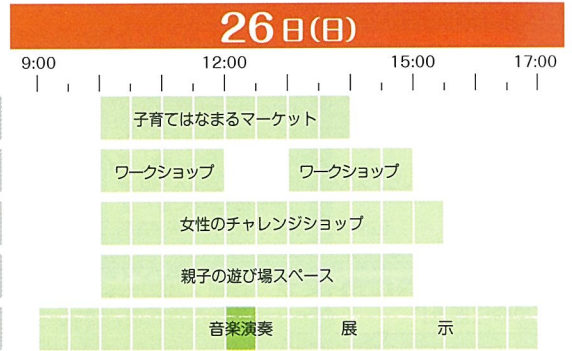 26日(日)
9:00 12:00 15:00 17:00
子育てはなまるマーケット
ワークショップ ワークショップ
女性のチャレンジショップ
親子の遊び場スペース
音楽演奏 展 示